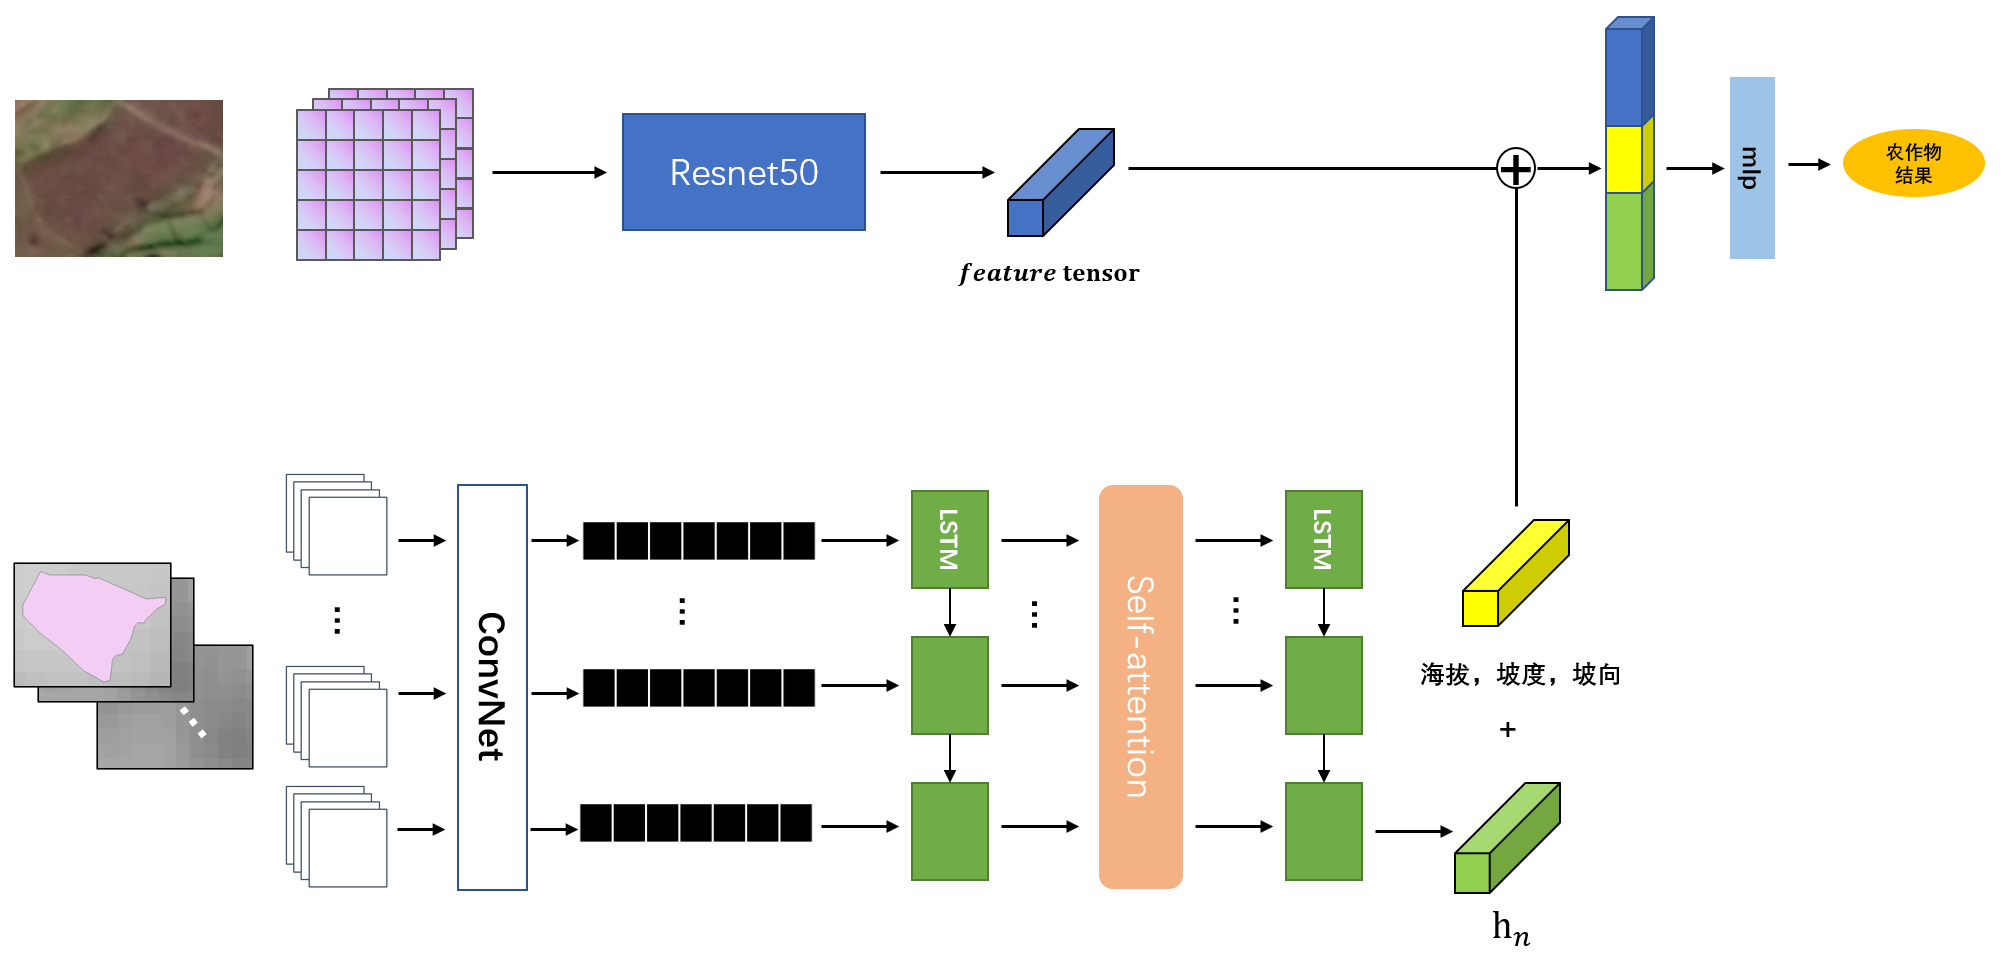 Resnet50
feature tensor
mlp
农作物
结果
ConvNet
LSTM
Self-attention
LSTM
海拔，坡度，坡向
+
hn